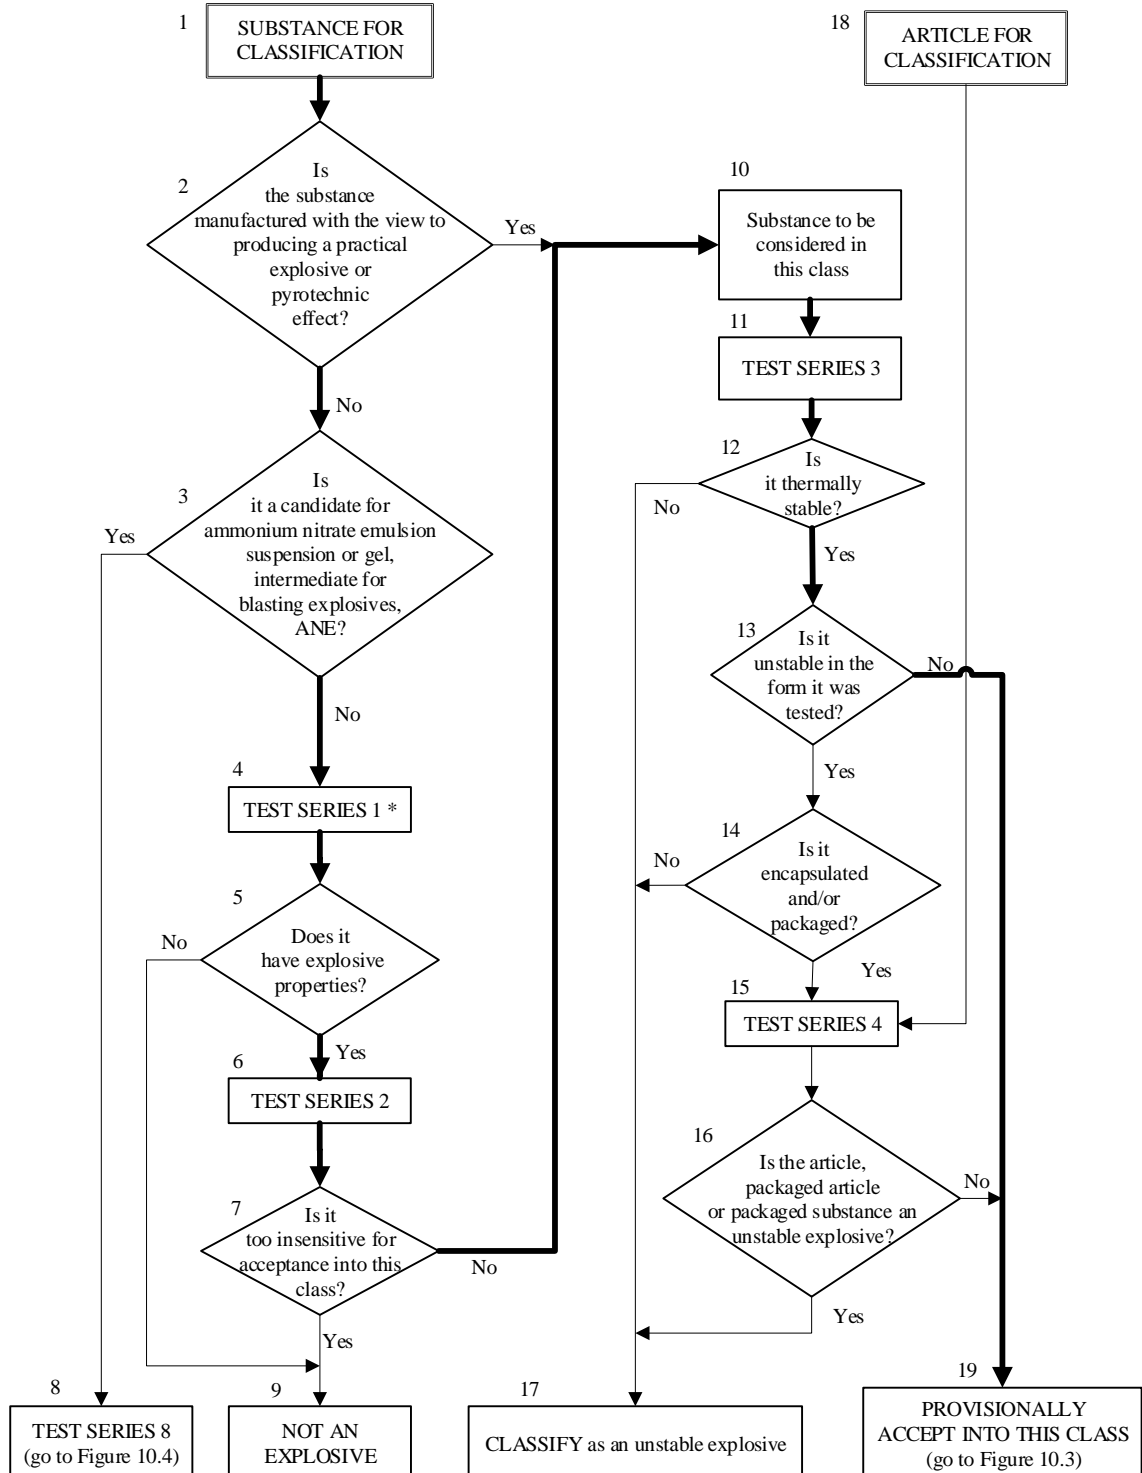 1
SUBSTANCE FOR
CLASSIFICATION
18
ARTICLE FOR
CLASSIFICATION
2
Is
the substance
manufactured with the view to
producing a practical
explosive or
pyrotechnic
effect?
Yes
10
Substance to be
considered in
this class
No
11
TEST SERIES 3
3
Is
it a candidate for
ammonium nitrate emulsion
suspension or gel,
intermediate for
blasting explosives,
ANE?
Yes
No
12
Is
it thermally
stable?
No
Yes
13
Is it
unstable in the
form it was
tested?
No
Yes
4
TEST SERIES 1 *
14
Is it
encapsulated
and/or
packaged?
No
Yes
5
Does it
have explosive
properties?
No
Yes
15
TEST SERIES 4
6
TEST SERIES 2
16
Is the article,
packaged article
or packaged substance an
unstable explosive?
No
Yes
7
Is it
too insensitive for
acceptance into this
class?
No
Yes
8
TEST SERIES 8
(go to Figure 10.4)
9
NOT AN
EXPLOSIVE
17
CLASSIFY as an unstable explosive
19
PROVISIONALLY
ACCEPT INTO THIS CLASS
(go to Figure 10.3)